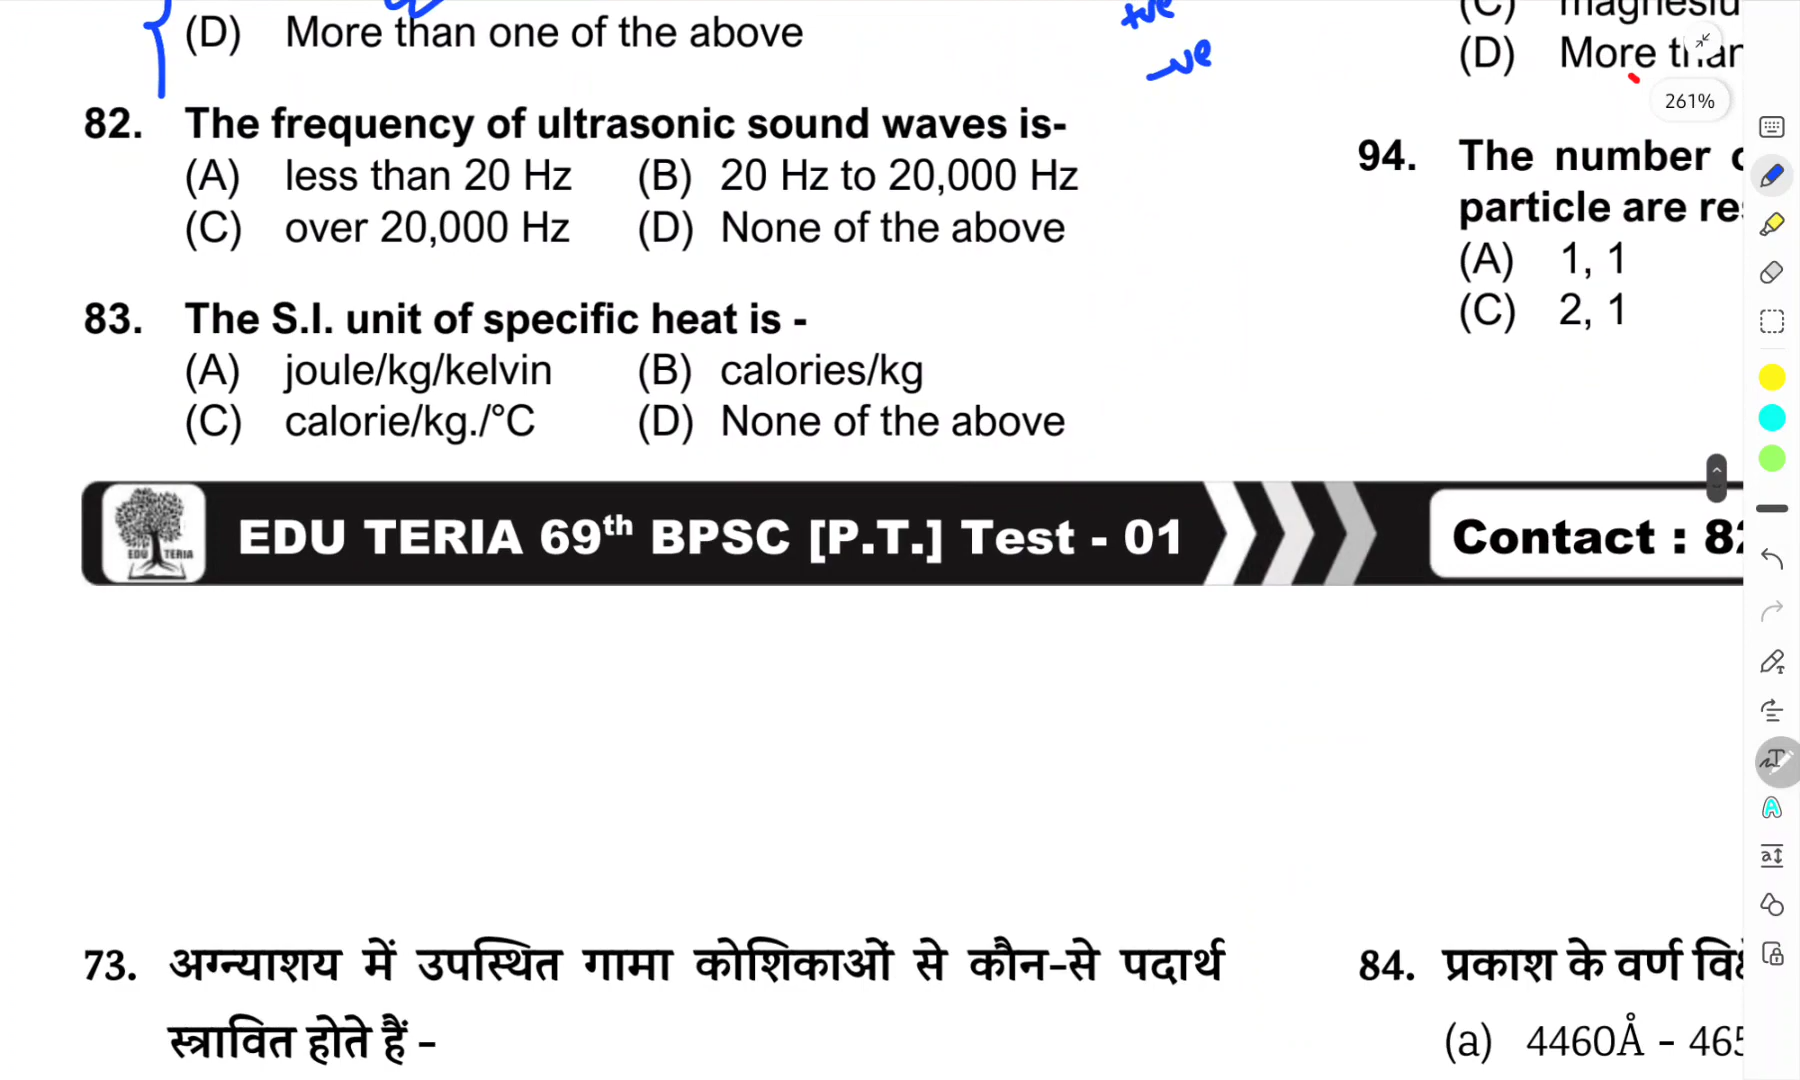 (D) More than one of the above
+ve
-ve
82. The frequency of ultrasonic sound waves is-
(A) less than 20 Hz (B) 20 Hz to 20,000 Hz
(C) over 20,000 Hz (D) None of the above
83. The S.I. unit of specific heat is -
(A) joule/kg/kelvin (B) calories/kg
(C) calorie/kg./°C (D) None of the above
(C)
(D) More than
261%
94. The number
particle are
(A) 1, 1
(C) 2, 1
EDU TERIA
EDU TERIA 69th BPSC [P.T.] Test - 01
Contact : 82
73. अग्न्याशय में उपस्थित गामा कोशिकाओं से कौन-से पदार्थ
स्त्रावित होते हैं -
84. प्रकाश के वर्ण
(a) 4460Å - 465